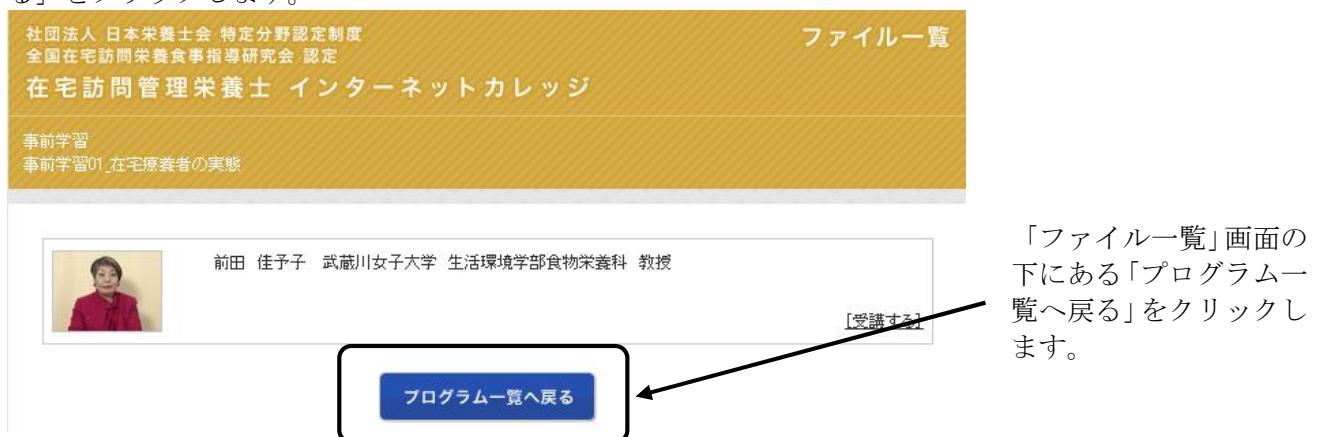 る」をクリックします。
社団法人 日本栄養士会 特定分野認定制度
全国在宅訪問栄養食事指導研究会 認定
ファイル一覧
在宅訪問管理栄養士 インターネットカレッジ
事前学習
事前学習01_在宅療養者の実態
前田 佳予子 武蔵川女子大学 生活環境学部食物栄養科 教授
[受講する]
プログラム一覧へ戻る
「ファイル一覧」画面の
下にある「プログラム一
覧へ戻る」をクリックし
ます。